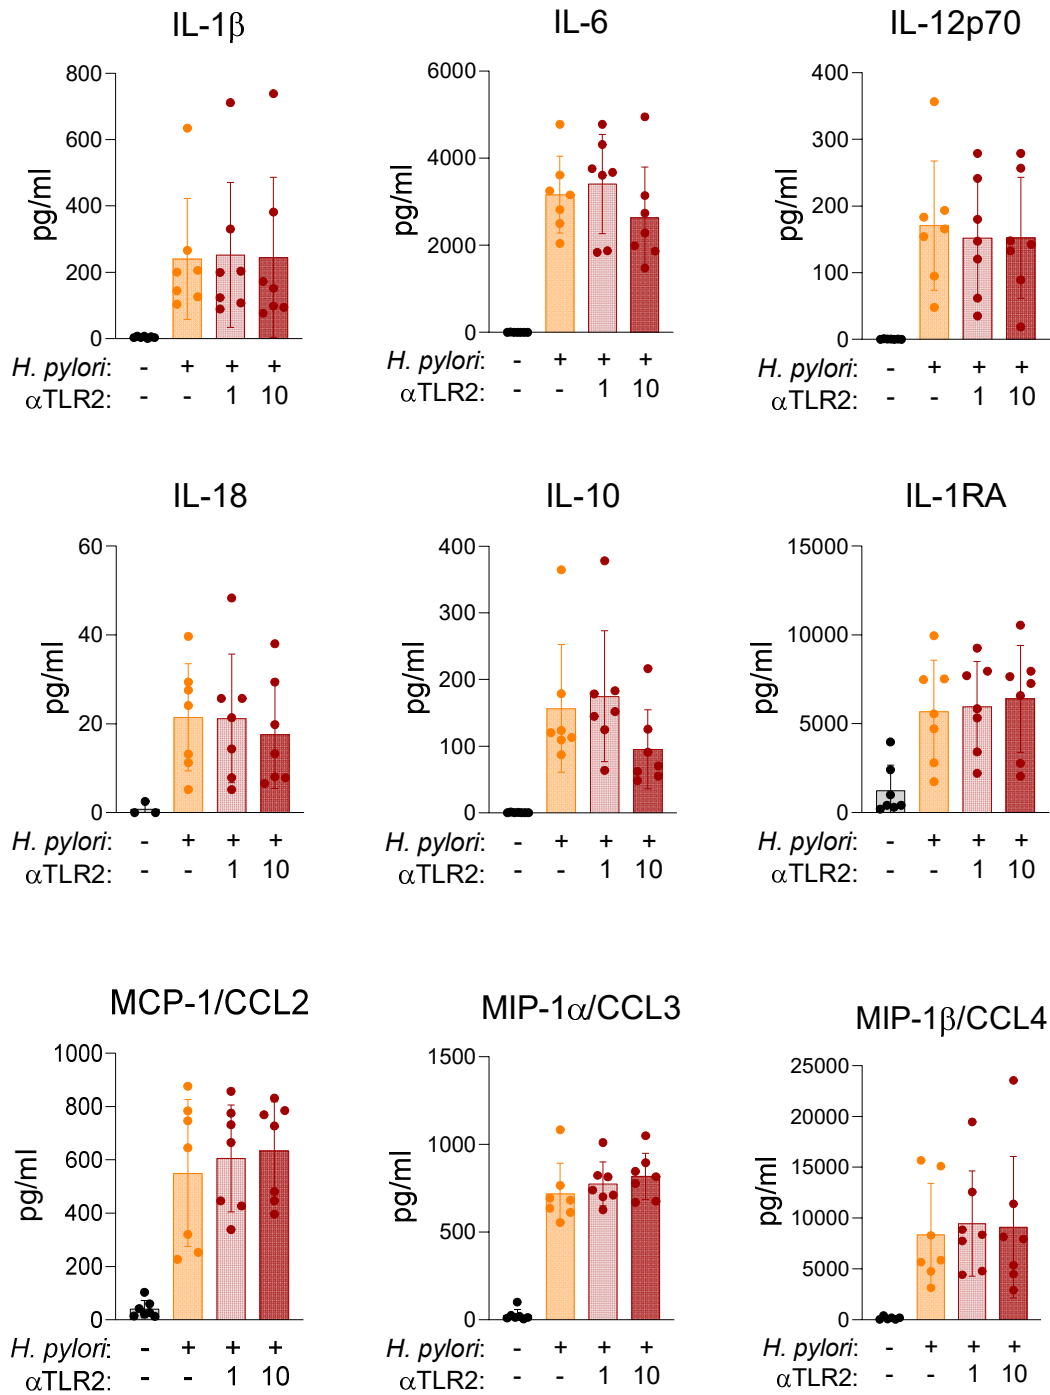 IL-1β
IL-6
IL-12p70
800
600
400
200
0
pg/ml
6000
4000
2000
0
pg/ml
400
300
200
100
0
pg/ml
H. pylori: - + + +
αTLR2: - - 1 10
H. pylori: - + + +
αTLR2: - - 1 10
H. pylori: - + + +
αTLR2: - - 1 10
IL-18
IL-10
IL-1RA
60
40
20
0
pg/ml
400
300
200
100
0
pg/ml
15000
10000
5000
0
pg/ml
H. pylori: - + + +
αTLR2: - - 1 10
H. pylori: - + + +
αTLR2: - - 1 10
H. pylori: - + + +
αTLR2: - - 1 10
MCP-1/CCL2
MIP-1α/CCL3
MIP-1β/CCL4
1000
800
600
400
200
0
pg/ml
1500
1000
500
0
pg/ml
25000
20000
15000
10000
5000
0
pg/ml
H. pylori: - + + +
αTLR2: - - 1 10
H. pylori: - + + +
αTLR2: - - 1 10
H. pylori: - + + +
αTLR2: - - 1 10